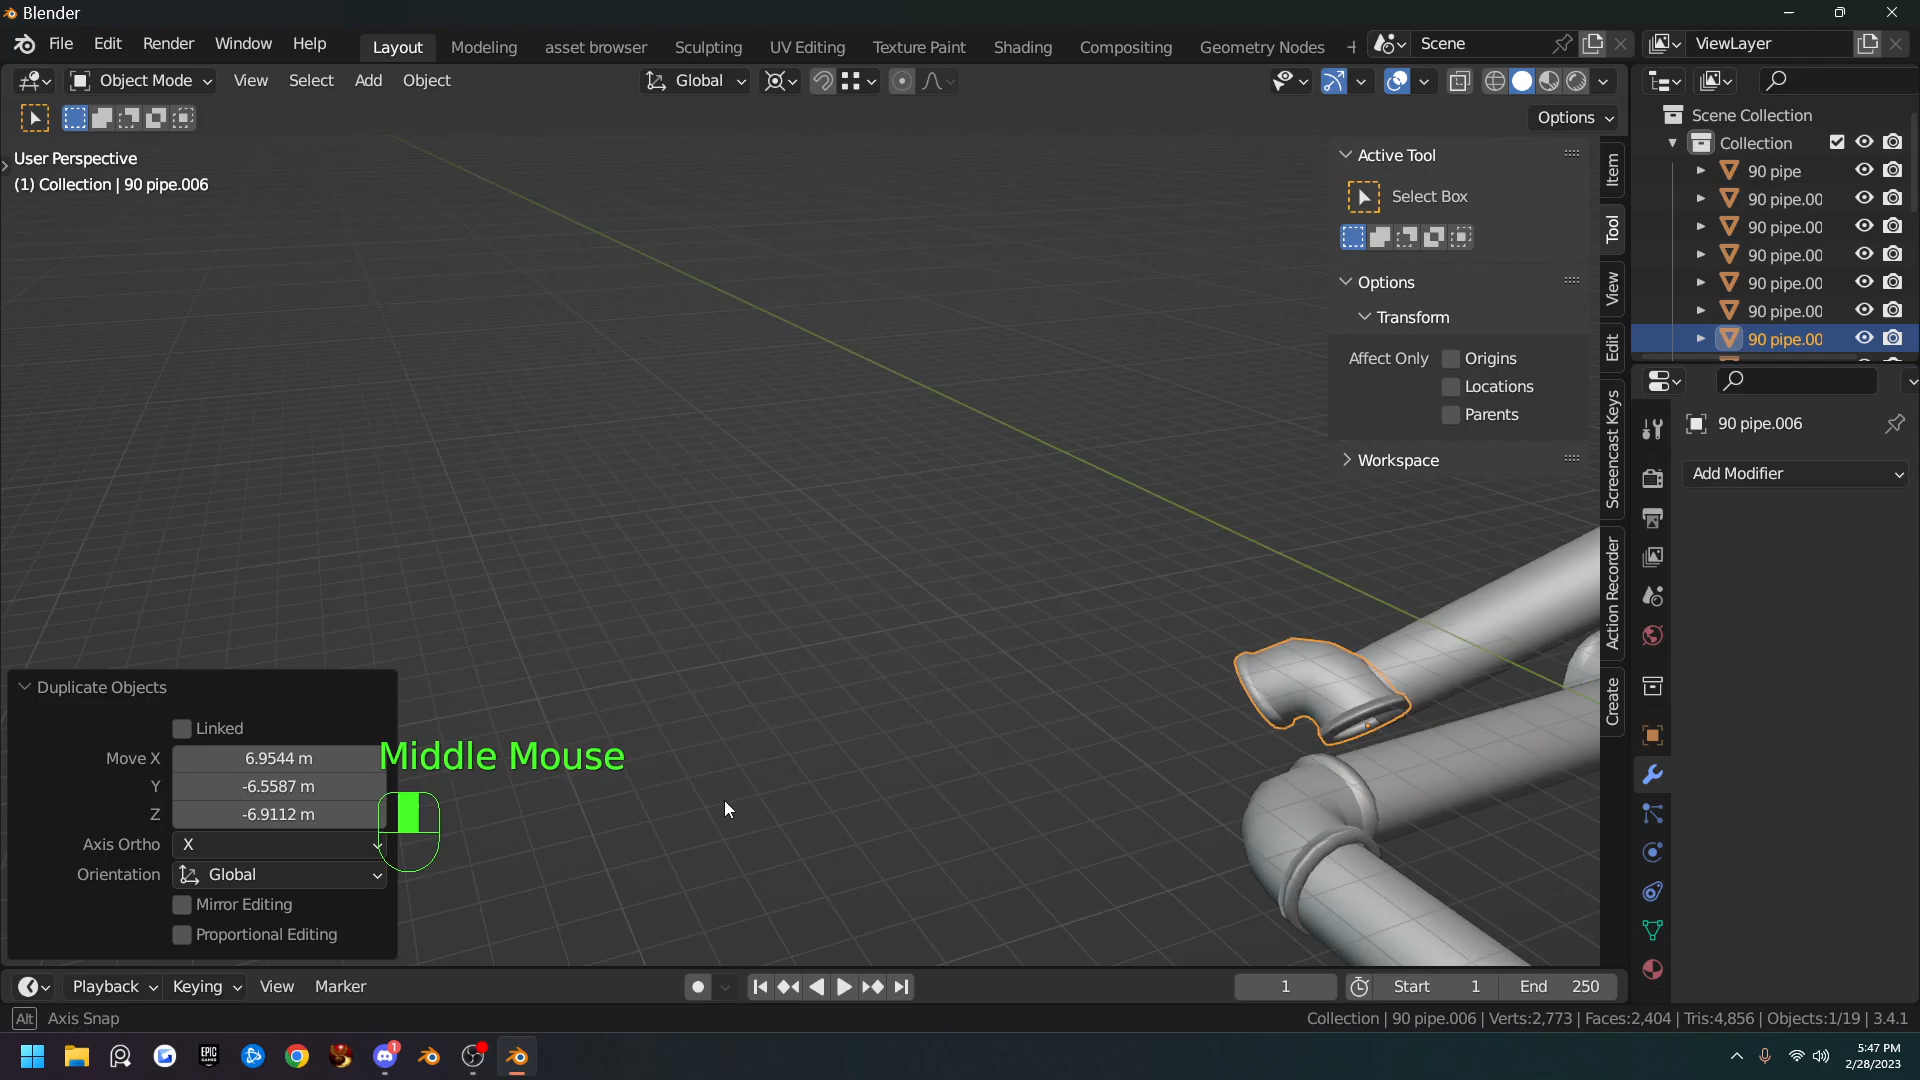 Blender
File Edit Render Window Help
Layout Modeling asset browser Sculpting UV Editing Texture Paint Shading Compositing Geometry Nodes
Scene
ViewLayer
Object Mode View Select Add Object
Global
Options
User Perspective
(1) Collection | 90 pipe.006
Active Tool
Select Box
Options
Transform
Affect Only Origins
Locations
Parents
Workspace
Item
Tool
View
Edit
Screencast Keys
Action Recorder
Create
Scene Collection
Collection
90 pipe
90 pipe.00
90 pipe.00
90 pipe.00
90 pipe.00
90 pipe.00
90 pipe.00
90 pipe.006
Add Modifier
Duplicate Objects
Linked
Move X 6.9544 m
Y -6.5587 m
Z -6.9112 m
Axis Ortho X
Orientation Global
Mirror Editing
Proportional Editing
Middle Mouse
Playback Keying View Marker
1
Start 1
End 250
Alt Axis Snap
Collection | 90 pipe.006 | Verts:2,773 | Faces:2,404 | Tris:4,856 | Objects:1/19 | 3.4.1
EPIC
GAMES
1
5:47 PM
2/28/2023